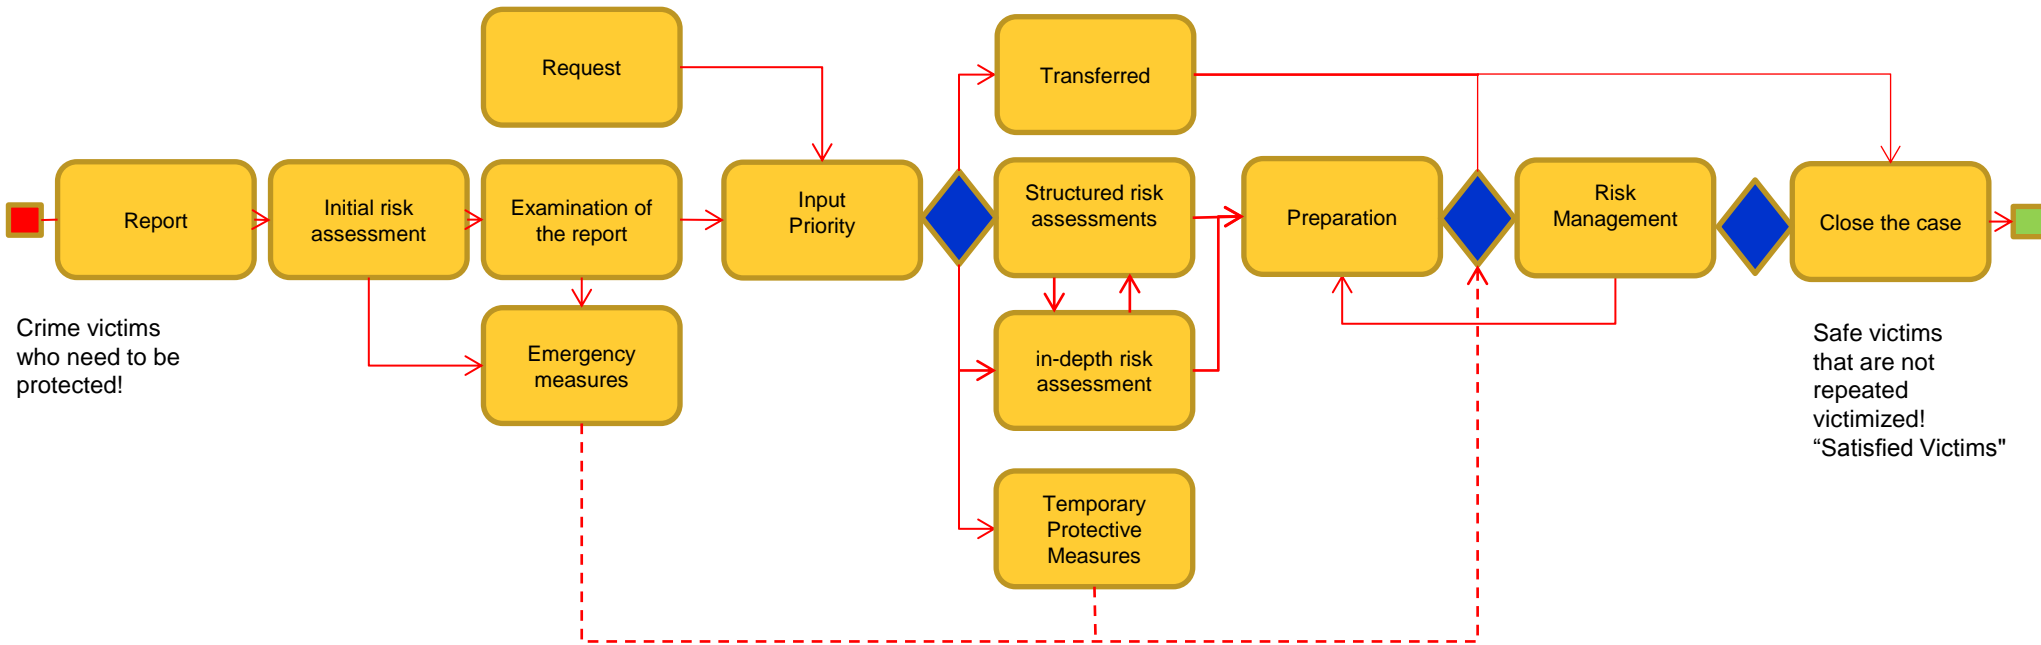 Request
Transferred
Report
Initial risk
assessment
Examination of
the report
Input
Priority
Structured risk
assessments
Preparation
Risk
Management
Close the case
Crime victims
who need to be
protected!
Emergency
measures
in-depth risk
assessment
Safe victims
that are not
repeated
victimized!
“Satisfied Victims"
Temporary
Protective
Measures